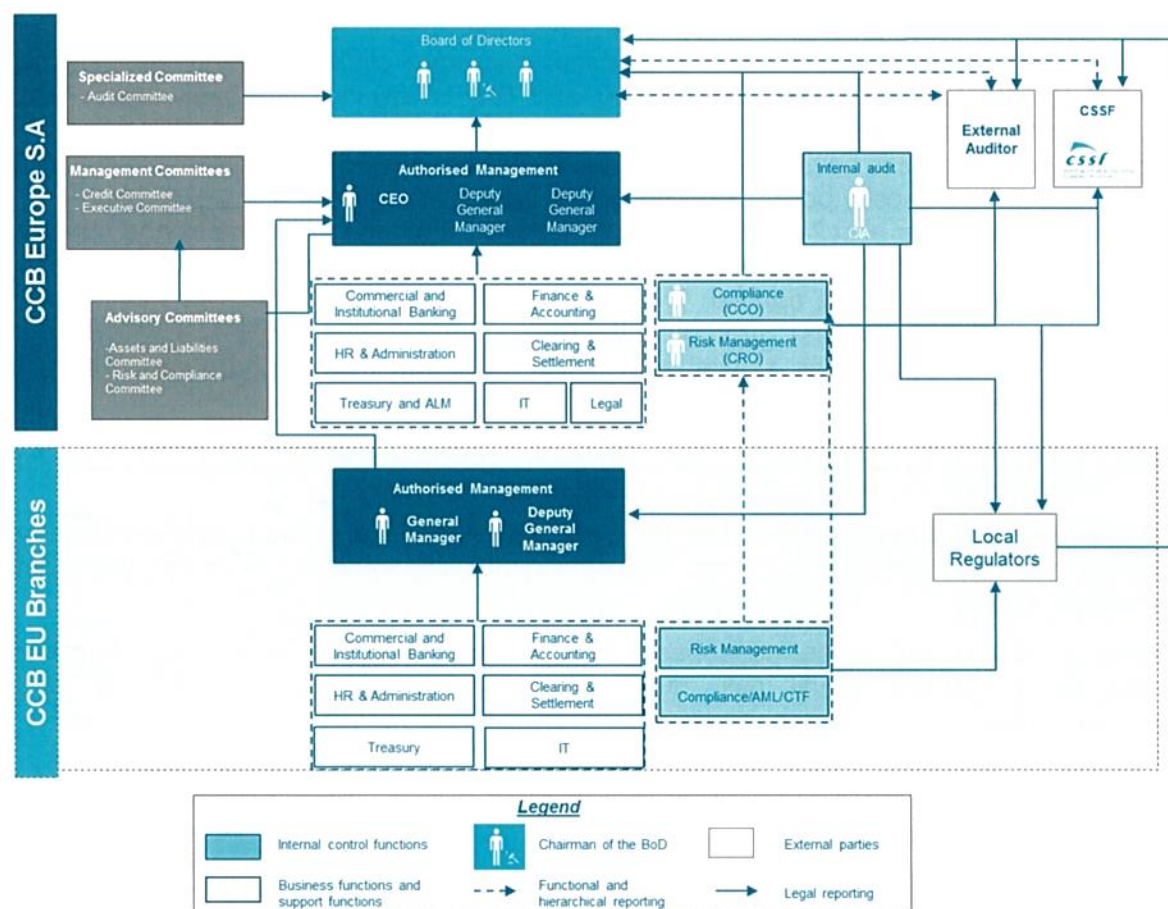 CCB Europe S.A
Board of Directors
Specialized Committee
- Audit Committee
External
Auditor
CSSF
cssf
Management Committees
- Credit Committee
- Executive Committee
Authorised Management
CEO
Deputy
General
Manager
Deputy
General
Manager
Internal audit
CIA
Advisory Committees
-Assets and Liabilities
Committee
- Risk and Compliance
Committee
Commercial and
Institutional Banking
Finance &
Accounting
HR & Administration
Clearing &
Settlement
Treasury and ALM
IT
Legal
Compliance
(CCO)
Risk Management
(CRO)
CCB EU Branches
Authorised Management
General
Manager
Deputy
General
Manager
Local
Regulators
Commercial and
Institutional Banking
Finance &
Accounting
HR & Administration
Clearing &
Settlement
Treasury
IT
Risk Management
Compliance/AML/CTF
Legend
Internal control functions
Chairman of the BoD
External parties
Business functions and
support functions
Functional and
hierarchical reporting
Legal reporting